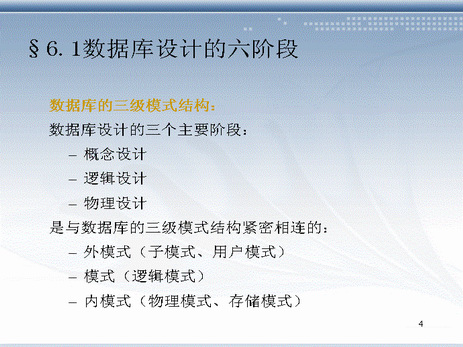 §6.1数据库设计的六阶段
数据库的三级模式结构：
数据库设计的三个主要阶段：
– 概念设计
– 逻辑设计
– 物理设计
是与数据库的三级模式结构紧密相连的：
– 外模式（子模式、用户模式）
– 模式（逻辑模式）
– 内模式（物理模式、存储模式）
4